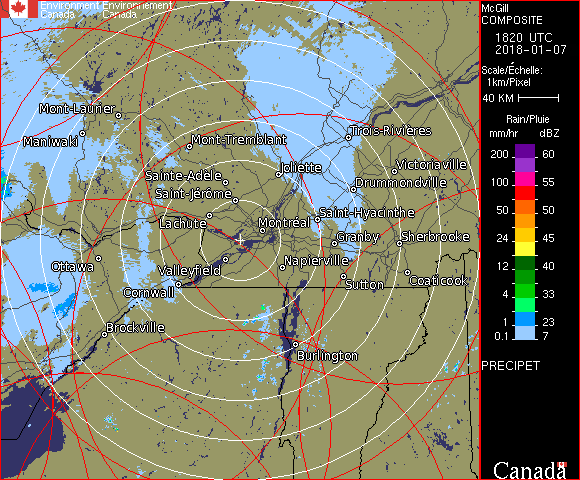 Environment Environnement
Canada Canada
McGill
COMPOSITE
1820 UTC
2018-01-07
Scale/Échelle:
1km/Pixel
40 KM
Rain/Pluie
mm/hr dBZ
200 60
150 57
100 55
50 50
24 45
12 40
4 33
1 23
0.1 7
PRECIPET
Canada
Mont-Laurier
Maniwaki
Mont-Tremblant
Trois-Rivières
Joliette
Victoriaville
Sainte-Adèle
Drummondville
Saint-Jérôme
Saint-Hyacinthe
Lachute
Montréal
Granby
Sherbrooke
Ottawa
Valleyfield
Napierville
Coaticook
Cornwall
Sutton
Brockville
Burlington